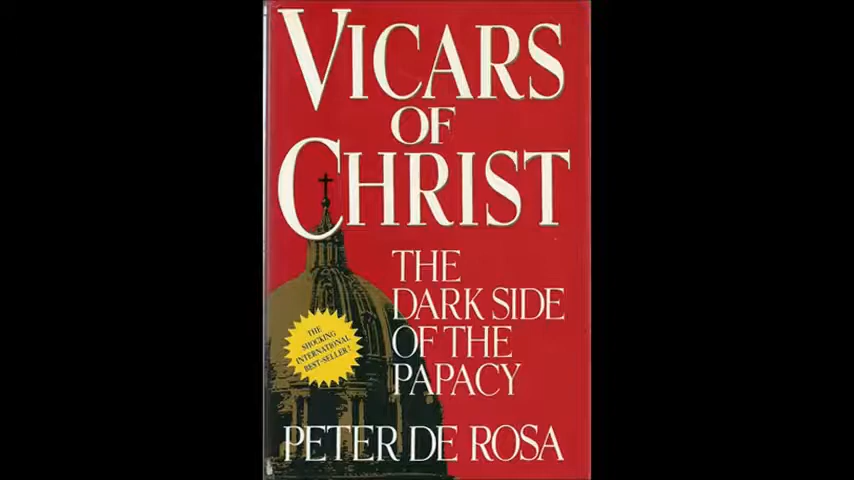 VICARS
OF
CHRIST
THE
DARK SIDE
OF THE
PAPACY
THE
SHOCKING
INTERNATIONAL
BEST-SELLER!
PETER DE ROSA